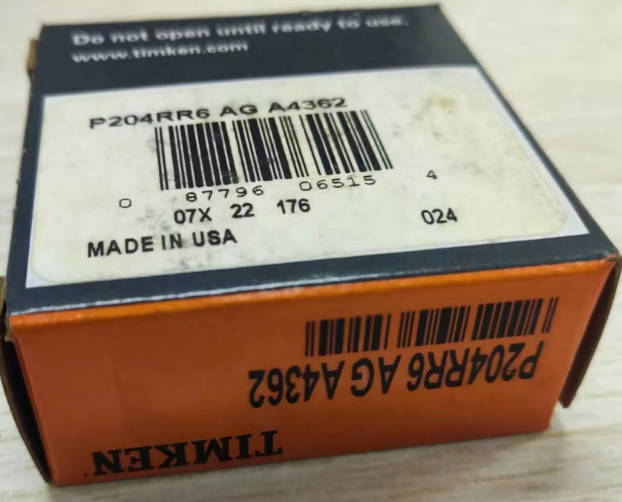 Do not open until ready to use.
www.timken.com
P204RR6 AG A4362
0 87796 06515 4
07X 22 176
024
MADE IN USA
P204RR6 AG A4362
TIMKEN